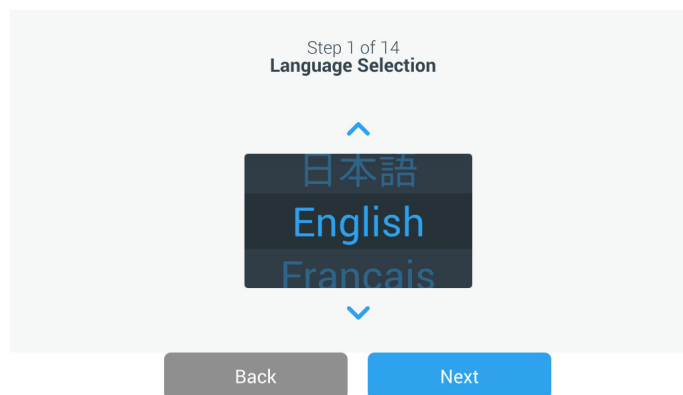 Step 1 of 14
Language Selection
日本語
English
Francais
Back
Next